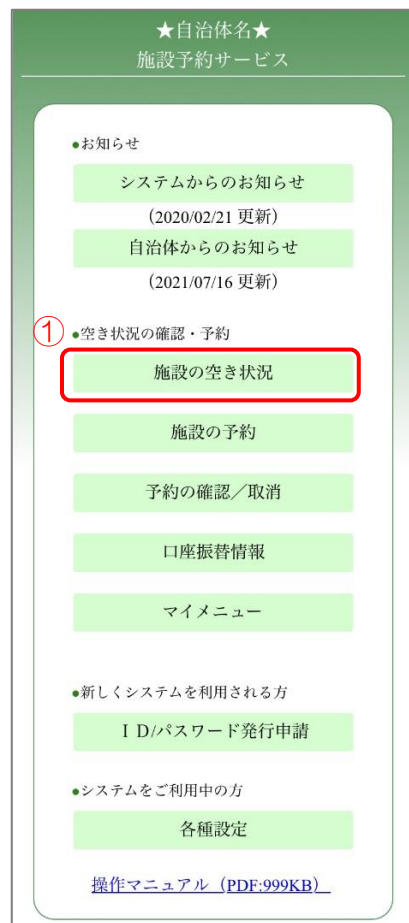 ★自治体名★
施設予約サービス
●お知らせ
システムからのお知らせ
（2020/02/21 更新）
自治体からのお知らせ
（2021/07/16 更新）
① ●空き状況の確認・予約
施設の空き状況
施設の予約
予約の確認／取消
口座振替情報
マイメニュー
●新しくシステムを利用される方
ＩＤ/パスワード発行申請
●システムをご利用中の方
各種設定
操作マニュアル（PDF:999KB）